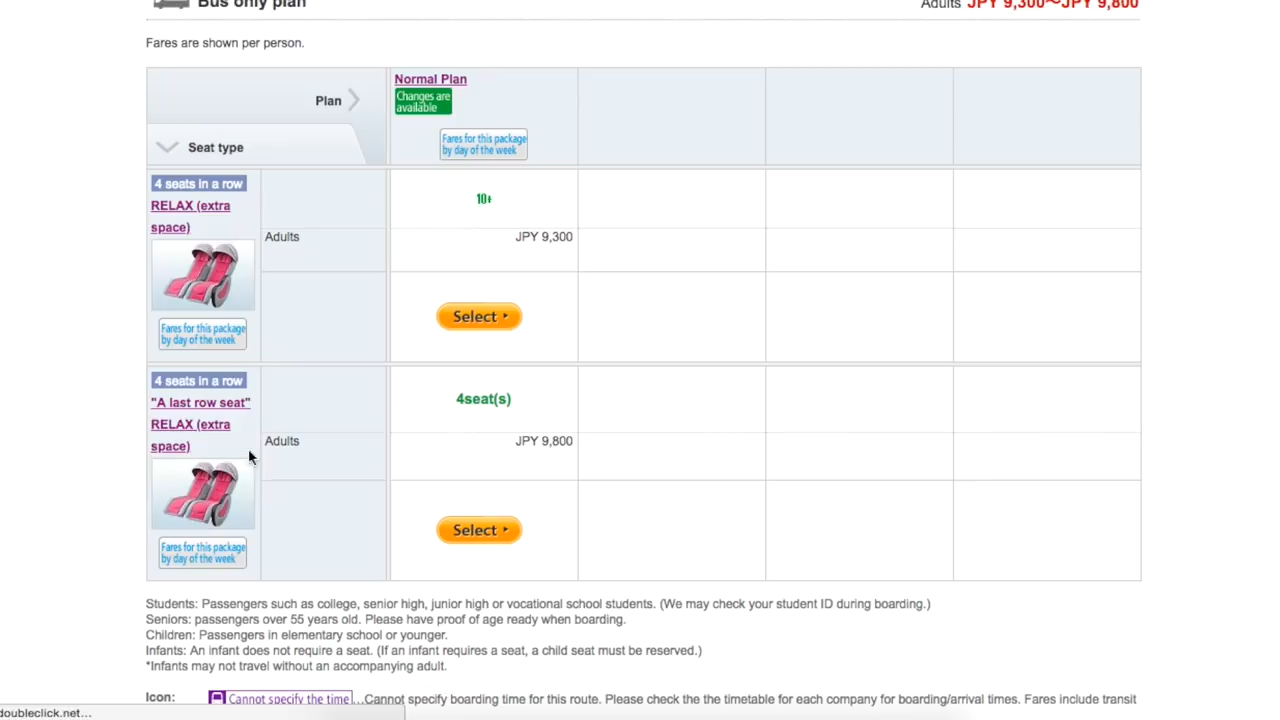 Bus only plan
Adults JPY 9,300～JPY 9,800
Fares are shown per person.
Plan
Normal Plan
Changes are
available
Fares for this package
by day of the week
Seat type
4 seats in a row
RELAX (extra
space)
10+
Adults
JPY 9,300
Select
Fares for this package
by day of the week
4 seats in a row
"A last row seat"
RELAX (extra
space)
4seat(s)
Adults
JPY 9,800
Select
Fares for this package
by day of the week
Students: Passengers such as college, senior high, junior high or vocational school students. (We may check your student ID during boarding.)
Seniors: passengers over 55 years old. Please have proof of age ready when boarding.
Children: Passengers in elementary school or younger.
Infants: An infant does not require a seat. (If an infant requires a seat, a child seat must be reserved.)
*Infants may not travel without an accompanying adult.
Icon: Cannot specify the time ...Cannot specify boarding time for this route. Please check the the timetable for each company for boarding/arrival times. Fares include transit
doubleclick.net...